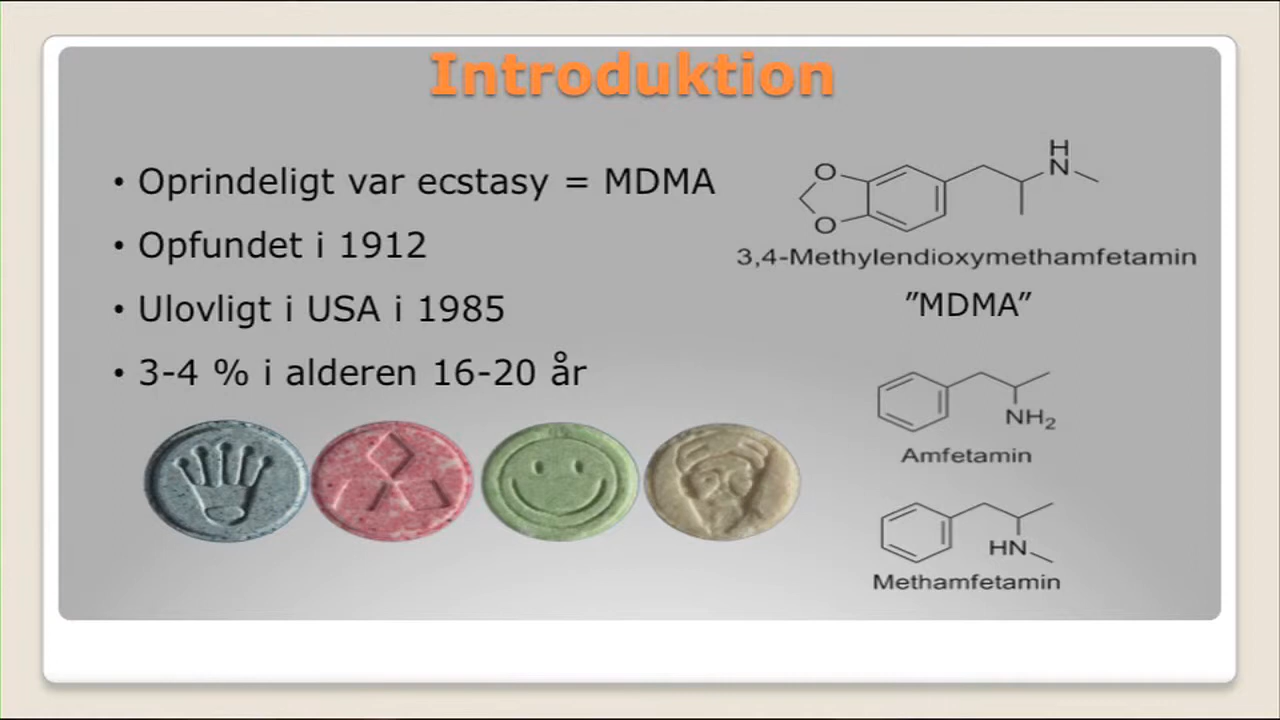 Introduktion
• Oprindeligt var ecstasy = MDMA
• Opfundet i 1912
• Ulovligt i USA i 1985
• 3-4 % i alderen 16-20 år
O
O
H
N
3,4-Methylendioxymethamfetamin
”MDMA”
NH₂
Amfetamin
HN
Methamfetamin